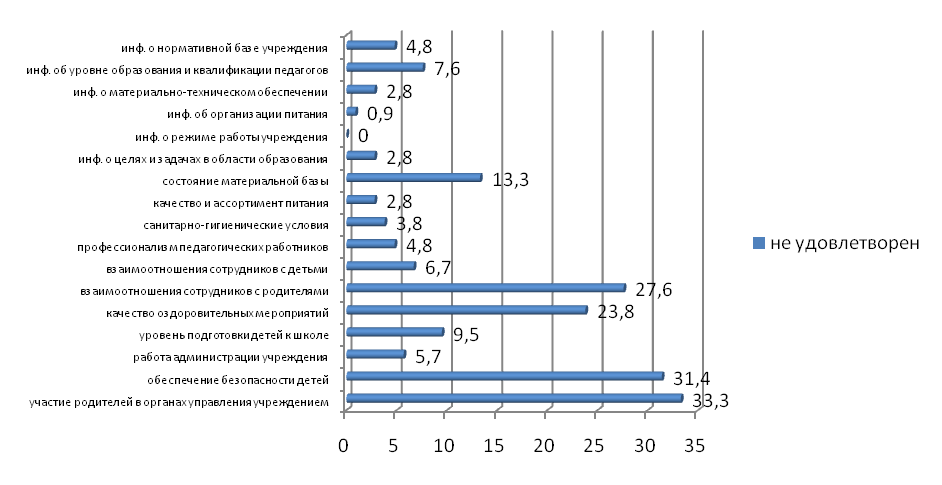 инф. о нормативной базе учреждения 4,8
инф. об уровне образования и квалификации педагогов 7,6
инф. о материально-техническом обеспечении 2,8
инф. об организации питания 0,9
инф. о режиме работы учреждения 0
инф. о целях и задачах в области образования 2,8
состояние материальной базы 13,3
качество и ассортимент питания 2,8
санитарно-гигиенические условия 3,8
профессионализм педагогических работников 4,8
взаимоотношения сотрудников с детьми 6,7
взаимоотношения сотрудников с родителями 27,6
качество оздоровительных мероприятий 23,8
уровень подготовки детей к школе 9,5
работа администрации учреждения 5,7
обеспечение безопасности детей 31,4
участие родителей в органах управления учреждением 33,3
0 5 10 15 20 25 30 35
не удовлетворен